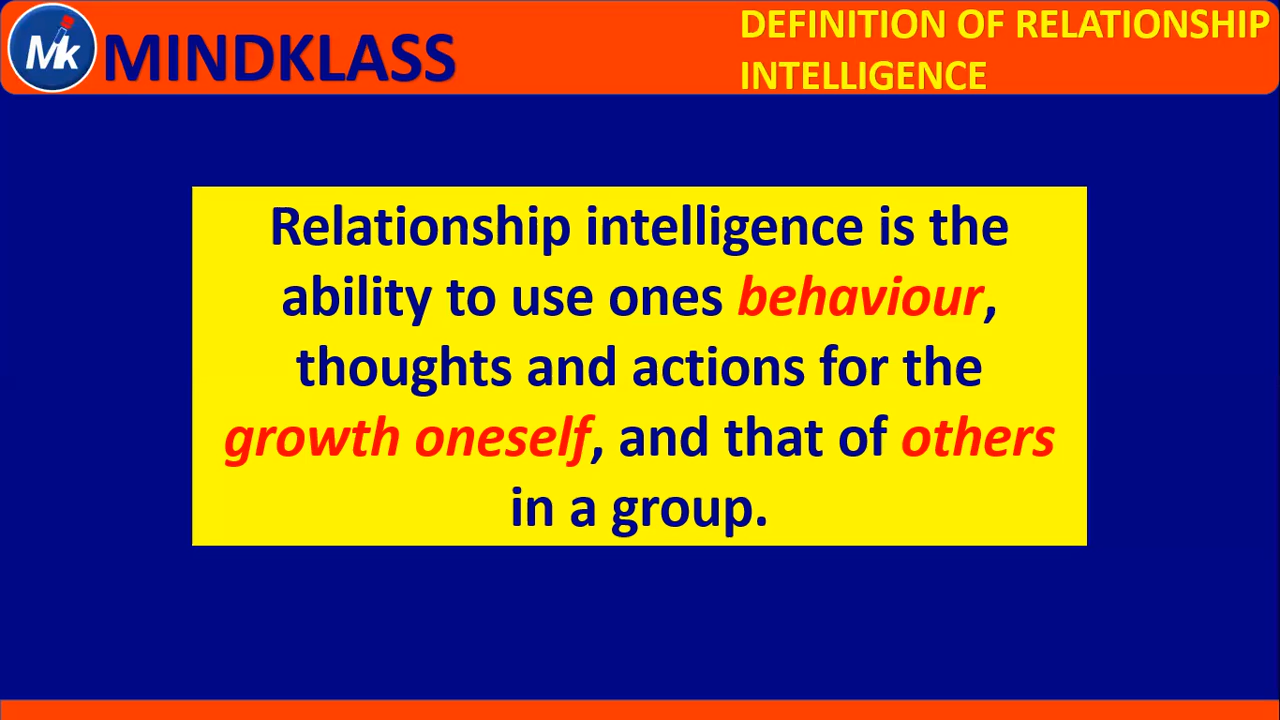 Mk
MINDKLASS
DEFINITION OF RELATIONSHIP
INTELLIGENCE
Relationship intelligence is the
ability to use ones behaviour,
thoughts and actions for the
growth oneself, and that of others
in a group.